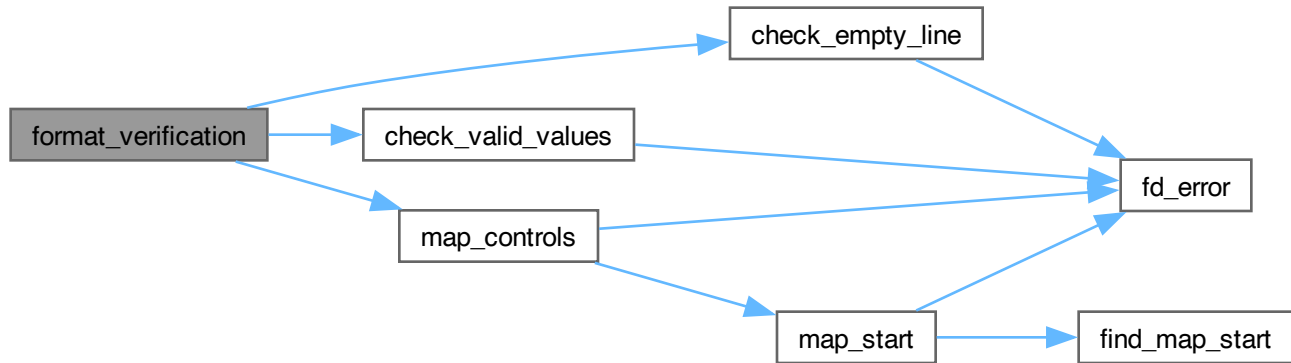 check_empty_line
format_verification
check_valid_values
fd_error
map_controls
map_start
find_map_start